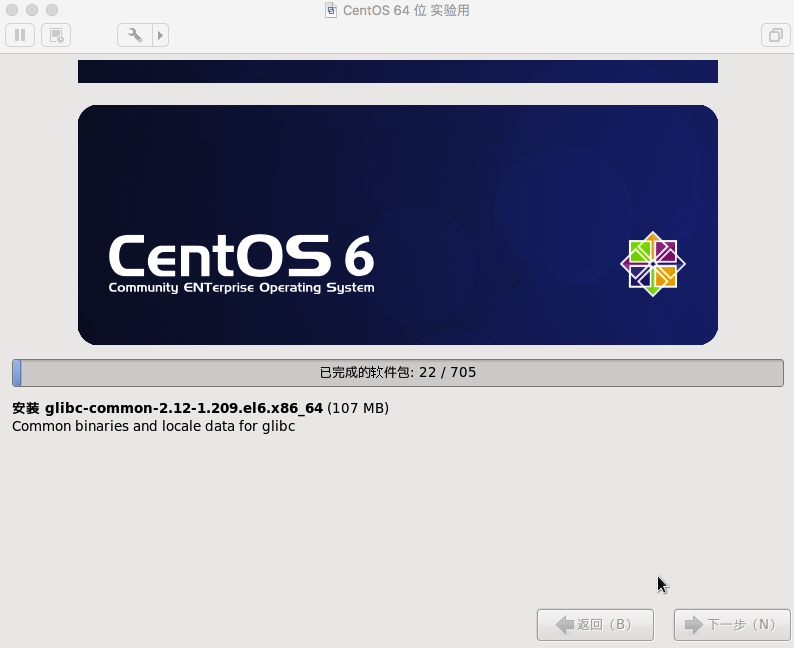 CentOS 64 位 实验用
CentOS 6
Community ENTerprise Operating System
已完成的软件包: 22 / 705
安装 glibc-common-2.12-1.209.el6.x86_64 (107 MB)
Common binaries and locale data for glibc
返回（B）
下一步（N）